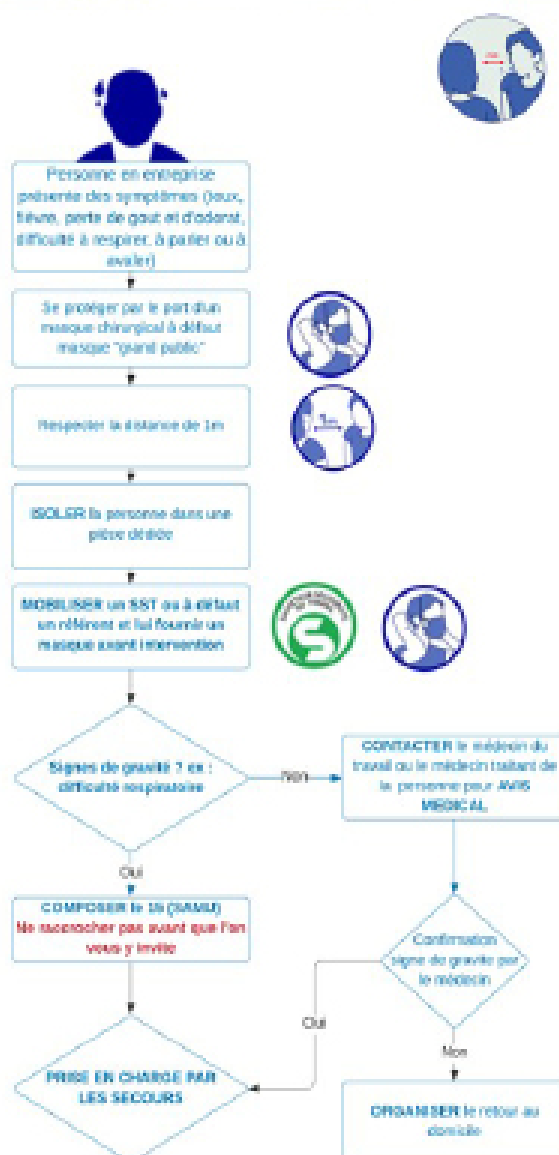 Personne en entreprise
présente des symptômes (toux,
fièvre, perte de gout et d'odorat,
difficulté à respirer, à parler ou à
avaler)
Se protéger par le port d'un
masque chirurgical à défaut
masque "grand public"
Respecter la distance de 1m
1m
ISOLER la personne dans une
pièce dédiée
MOBILISER un SST ou à défaut
un référent et lui fournir un
masque avant intervention
Signes de gravité ? ex :
difficulté respiratoire
Non
CONTACTER le médecin du
travail ou le médecin traitant de
la personne pour AVIS
MEDICAL
Oui
COMPOSER le 15 (SAMU)
Ne raccrocher pas avant que l'on
vous y invite
Confirmation
signe de gravite par
le médecin
Oui
Non
PRISE EN CHARGE PAR
LES SECOURS
ORGANISER le retour au
domicile